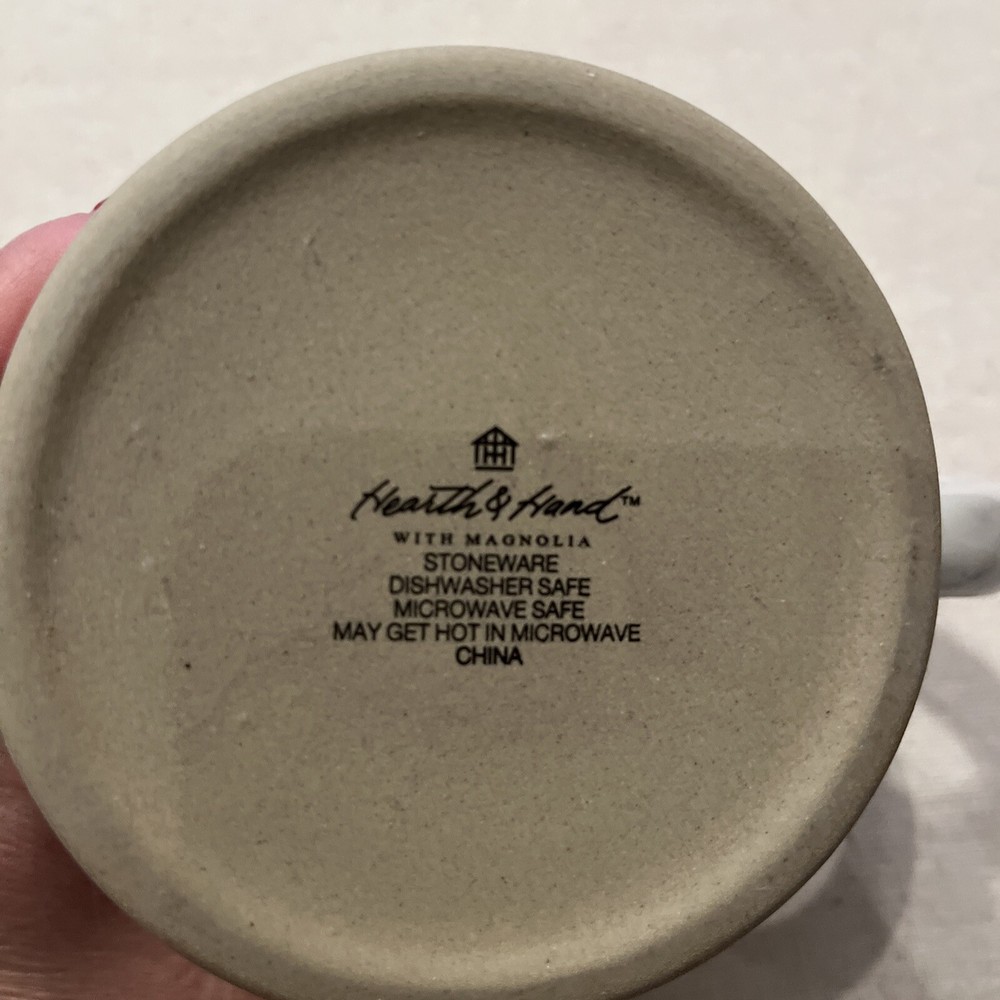 Hearth & Hand™
WITH MAGNOLIA
STONEWARE
DISHWASHER SAFE
MICROWAVE SAFE
MAY GET HOT IN MICROWAVE
CHINA